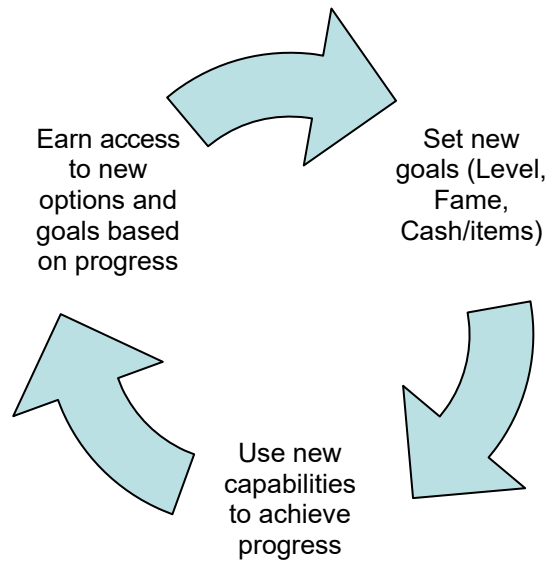 Earn access
to new
options and
goals based
on progress
Set new
goals (Level,
Fame,
Cash/items)
Use new
capabilities
to achieve
progress